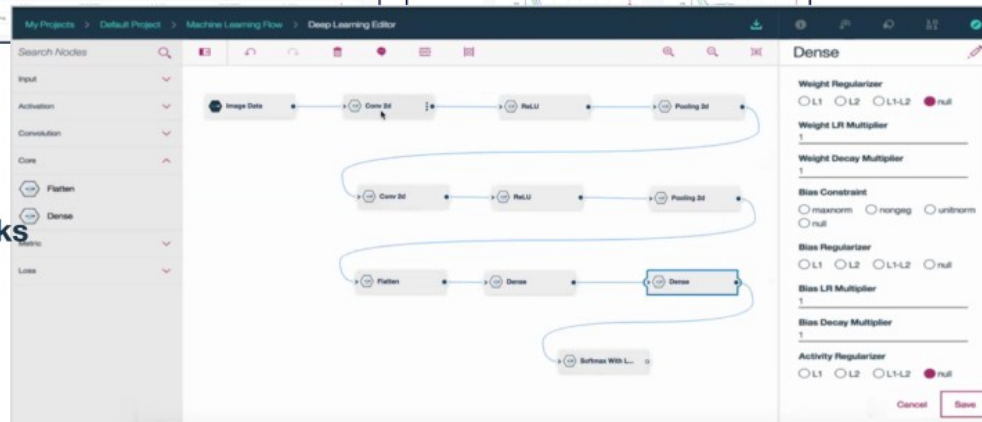 My Projects > Default Project > Machine Learning Flow > Deep Learning Editor
Search Nodes
Input
Activation
Convolution
Core
Flatten
Dense
ks
Metric
Loss
Image Data
Conv 2d
ReLU
Pooling 2d
Conv 2d
ReLU
Pooling 2d
Flatten
Dense
Dense
Softmax With L...
Dense
Weight Regularizer
L1 L2 L1-L2 null
Weight LR Multiplier
1
Weight Decay Multiplier
1
Bias Constraint
maxnorm nongeg unitnorm
null
Bias Regularizer
L1 L2 L1-L2 null
Bias LR Multiplier
1
Bias Decay Multiplier
1
Activity Regularizer
L1 L2 L1-L2 null
Cancel Save